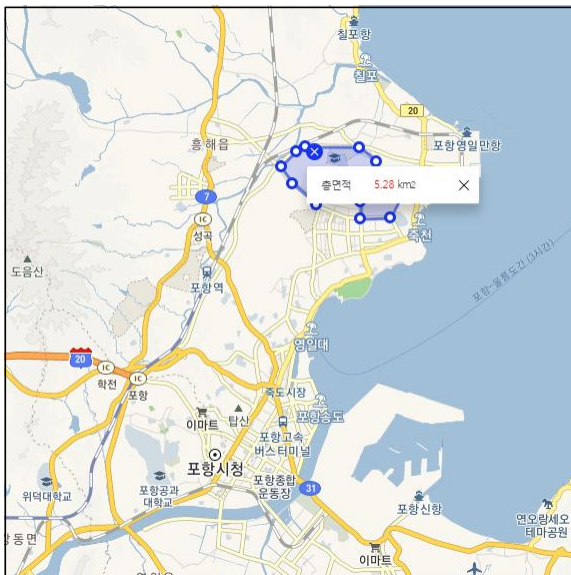 칠포항
칠포
20
흥해읍
포항영일만항
총면적 5.28 km2
7
IC
성곡
죽천
도음산
포항역
포항-울릉도간 (3시간)
영일대
20
IC
학전
IC
포항
죽도시장
이마트
탑산
포항송도
포항고속
버스터미널
포항시청
포항종합
운동장
31
위덕대학교
포항공과
대학교
포항신항
연오랑세오
테마공원
이마트